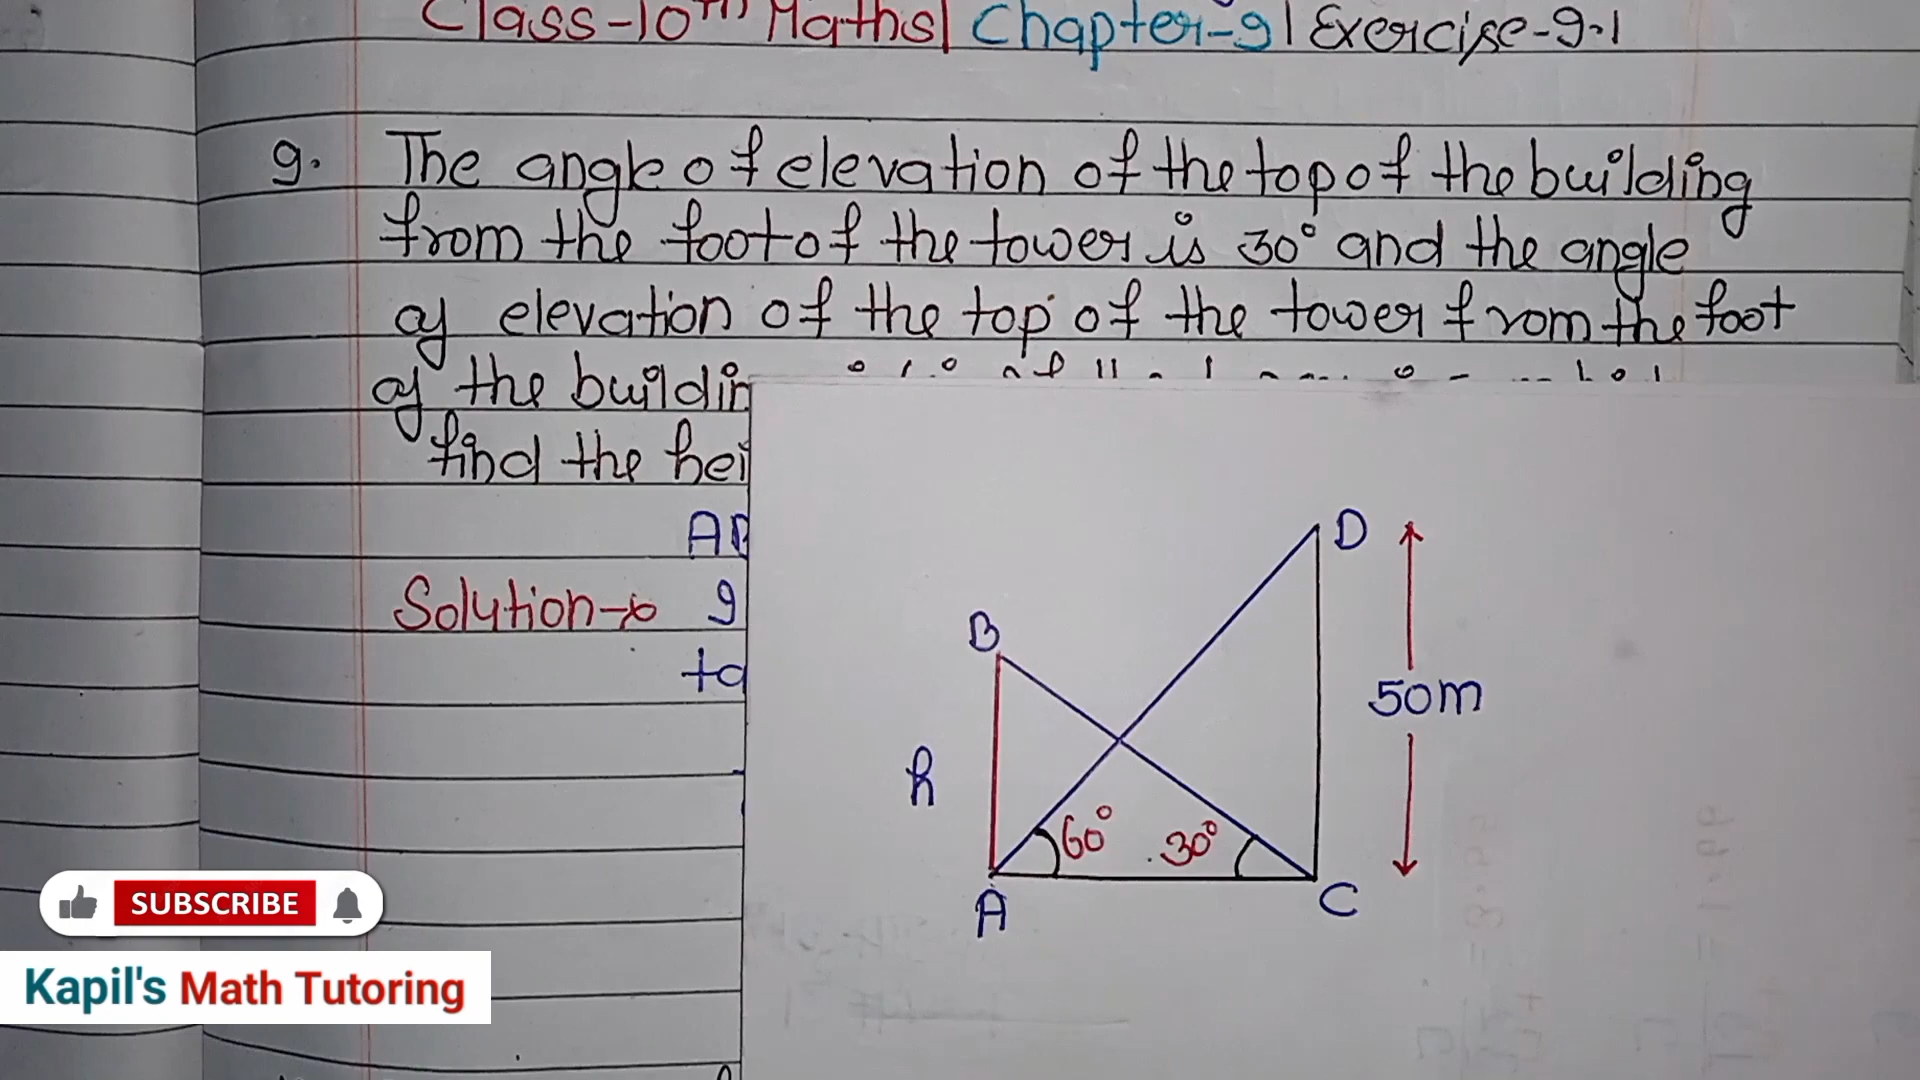 Class-10th Maths| Chapter-9| Exercise-9.1
9. The angle of elevation of the top of the building
from the foot of the tower is 30° and the angle
of elevation of the top of the tower from the foot
of the buildin
find the hei
Solution→ 9
ta
D
B
50m
h
60° 30°
A C
SUBSCRIBE
Kapil's Math Tutoring